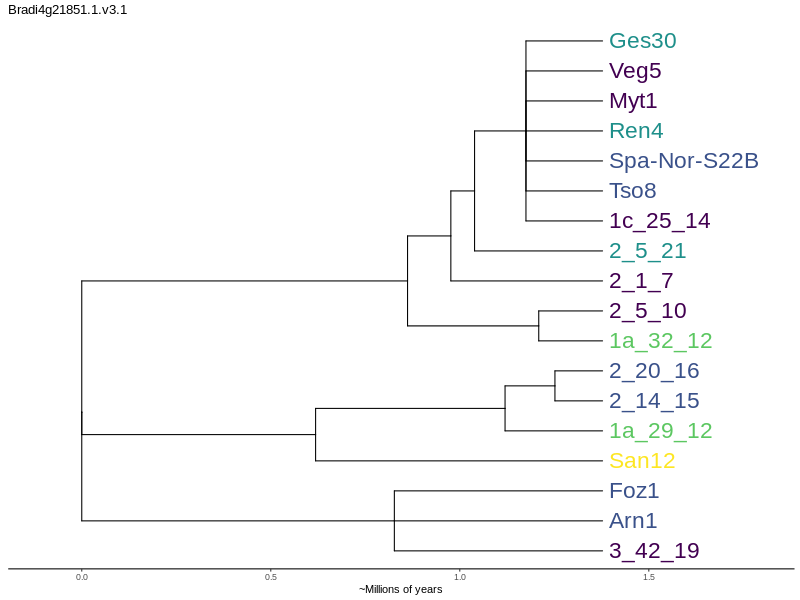 Bradi4g21851.1.v3.1
Ges30
Veg5
Myt1
Ren4
Spa-Nor-S22B
Tso8
1c_25_14
2_5_21
2_1_7
2_5_10
1a_32_12
2_20_16
2_14_15
1a_29_12
San12
Foz1
Arn1
3_42_19
0.0 0.5 1.0 1.5
~Millions of years